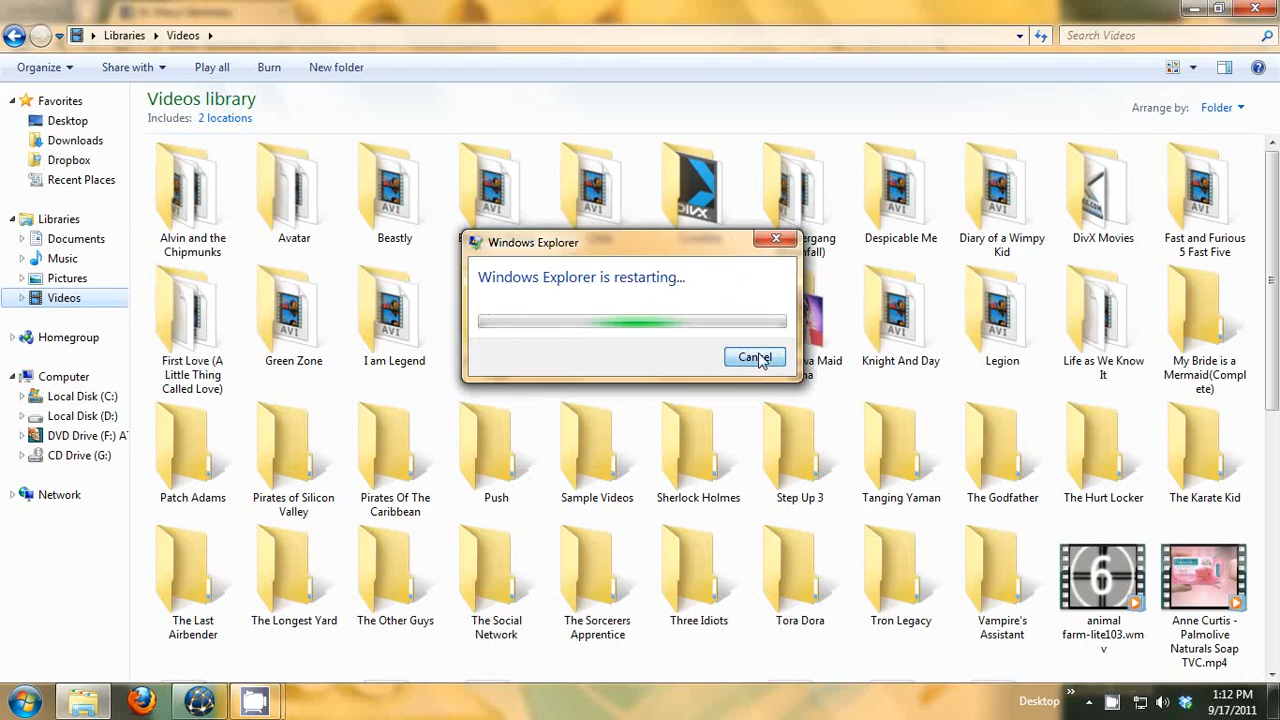 Libraries
Videos
Search Videos
Organize
Share with
Play all
Burn
New folder
Favorites
Desktop
Downloads
Dropbox
Recent Places
Libraries
Documents
Music
Pictures
Videos
Homegroup
Computer
Local Disk (C:)
Local Disk (D:)
DVD Drive (F:) A
CD Drive (G:)
Network
Videos library
Includes: 2 locations
Arrange by: Folder
Alvin and the
Chipmunks
Avatar
Beastly
Despicable Me
Diary of a Wimpy
Kid
DivX Movies
Fast and Furious
5 Fast Five
First Love (A
Little Thing
Called Love)
Green Zone
I am Legend
Knight And Day
Legion
Life as We Know
It
My Bride is a
Mermaid(Compl
ete)
Patch Adams
Pirates of Silicon
Valley
Pirates Of The
Caribbean
Push
Sample Videos
Sherlock Holmes
Step Up 3
Tanging Yaman
The Godfather
The Hurt Locker
The Karate Kid
The Last
Airbender
The Longest Yard
The Other Guys
The Social
Network
The Sorcerers
Apprentice
Three Idiots
Tora Dora
Tron Legacy
Vampire's
Assistant
animal
farm-lite103.wm
v
Anne Curtis -
Palmolive
Naturals Soap
TVC.mp4
Windows Explorer
Windows Explorer is restarting...
Cancel
AVI
DIVX
6
Desktop
1:12 PM
9/17/2011